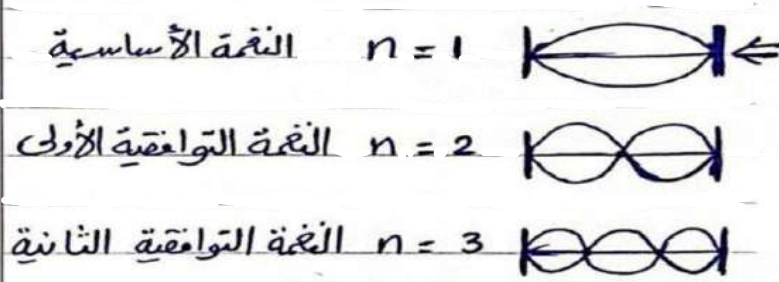 النغمة الأساسية n = 1
النغمة التوافقية الأولى n = 2
النغمة التوافقية الثانية n = 3